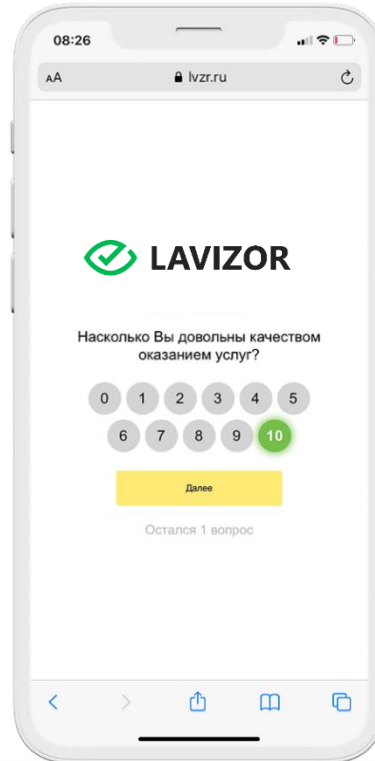 08:26
AA lvzr.ru
LAVIZOR
Насколько Вы довольны качеством
оказанием услуг?
0 1 2 3 4 5
6 7 8 9 10
Далее
Остался 1 вопрос